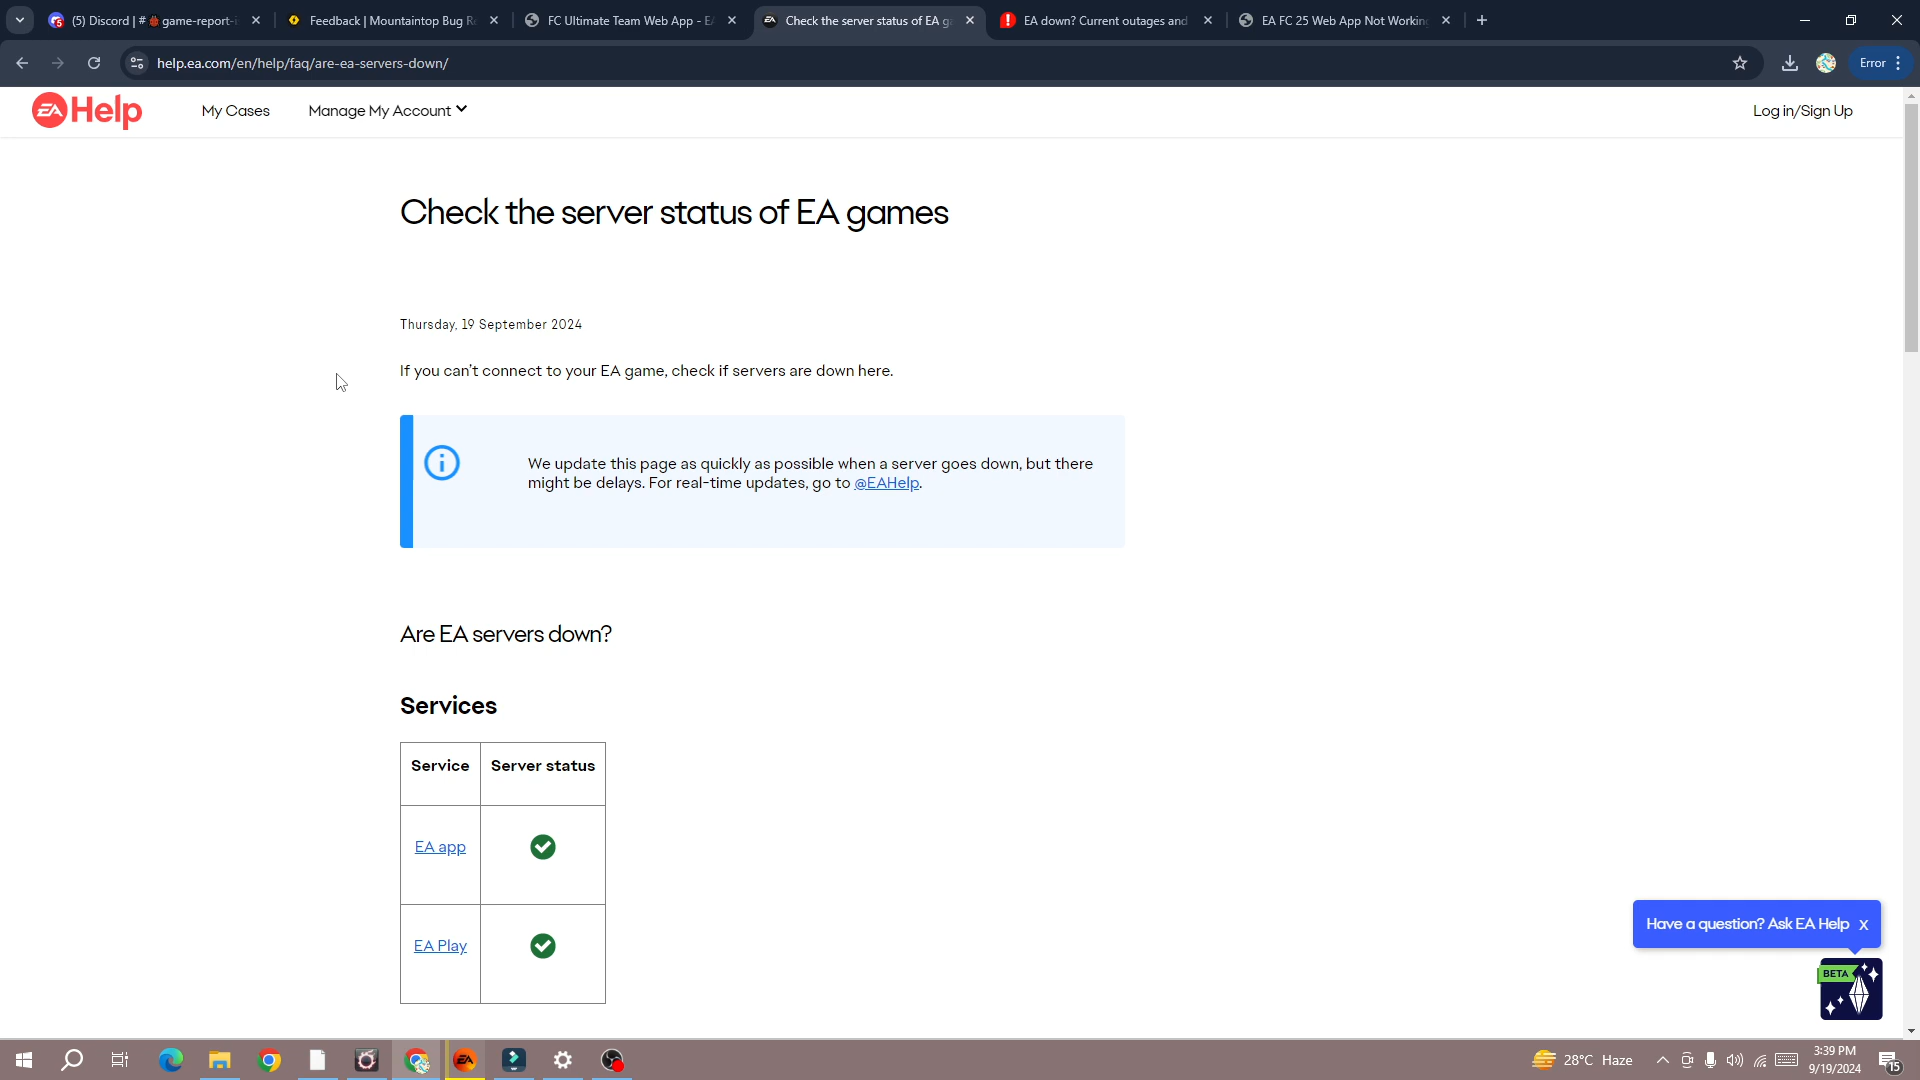 (5) Discord | # game-report-i
Feedback | Mountaintop Bug Re
FC Ultimate Team Web App - EA
Check the server status of EA ga
EA down? Current outages and
EA FC 25 Web App Not Working
help.ea.com/en/help/faq/are-ea-servers-down/
Error
EA Help
My Cases
Manage My Account
Log in/Sign Up
Check the server status of EA games
Thursday, 19 September 2024
If you can't connect to your EA game, check if servers are down here.
We update this page as quickly as possible when a server goes down, but there
might be delays. For real-time updates, go to @EAHelp.
Are EA servers down?
Services
Service Server status
EA app
EA Play
Have a question? Ask EA Help x
BETA
28°C Haze
3:39 PM
9/19/2024
15